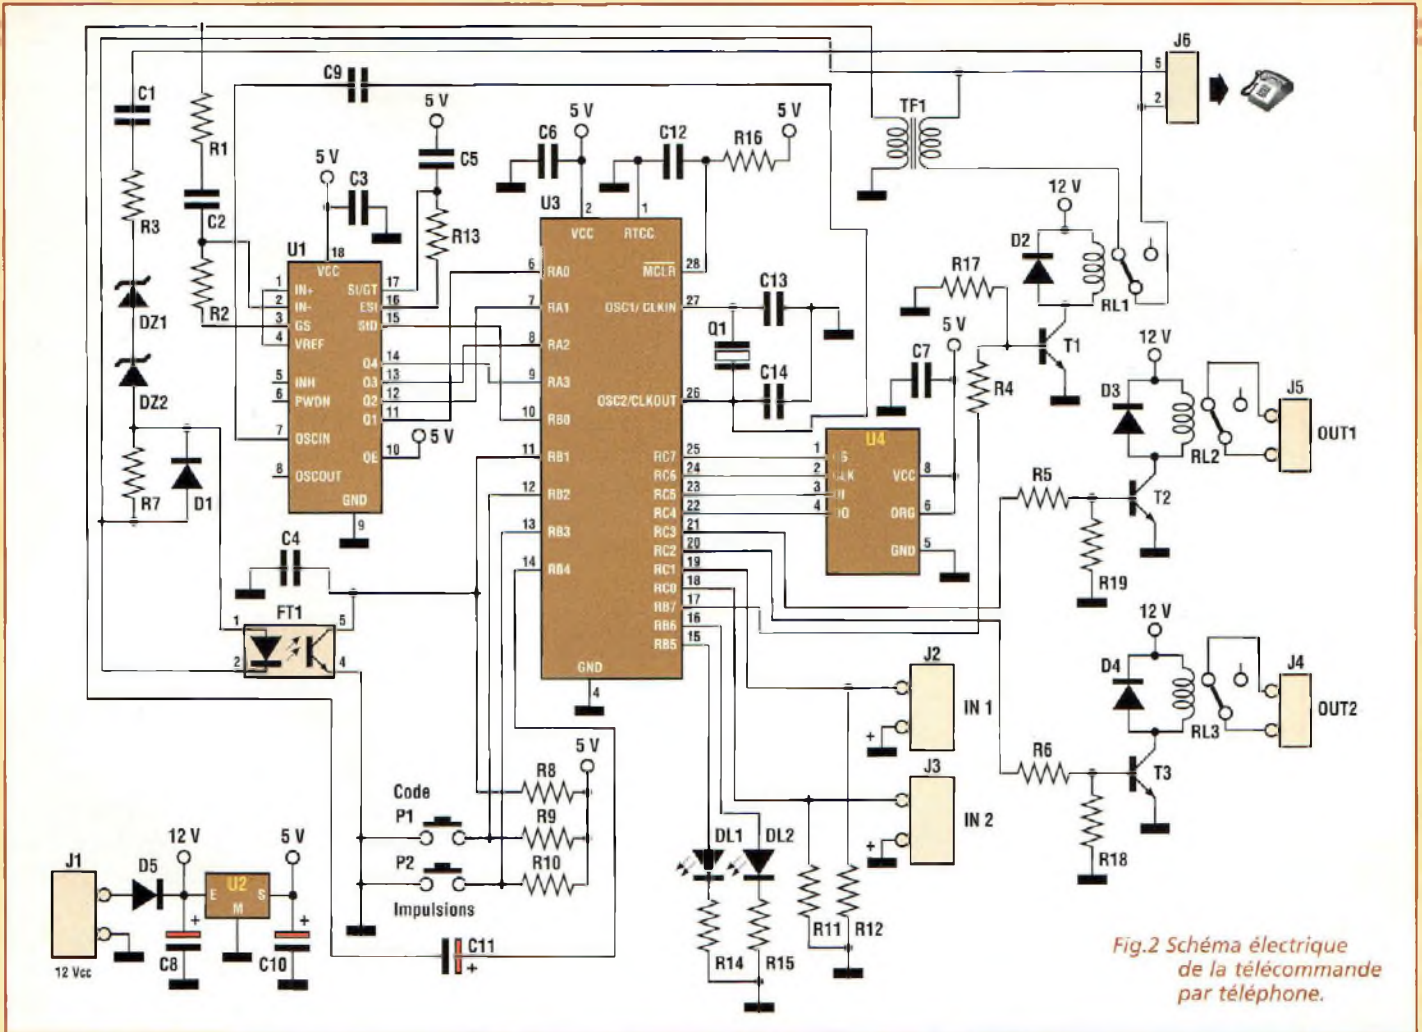 C9
5 V
5 V
C6
C12
R16
5 V
TF1
J6
5
2
C1
R1
C5
5 V
C3
R3
C2
U1
R13
U3
2
1
VCC
RTCC
12 V
D2
RL1
R17
T1
18
VCC
1 IN+
2 IN-
3 GS
4 VREF
5 INH
6 PWDN
7 OSCIN
8 OSCOUT
SI/GT 17
ESI 16
SID 15
Q4 14
Q3 13
Q2 12
Q1 11
QE 10
5 V
GND
9
R2
DZ1
DZ2
R7
D1
6 RA0
7 RA1
8 RA2
9 RA3
10 RB0
11 RB1
12 RB2
13 RB3
14 RB4
MCLR 28
OSC1/CLKIN 27
OSC2/CLKOUT 26
RC7 25
RC6 24
RC5 23
RC4 22
RC3 21
RC2 20
RC1 19
RC0 18
RB7 17
RB6 16
RB5 15
GND
4
C13
Q1
C14
C7
5 V
R4
U4
1
2
3
4
VCC 8
ORG 6
GND 5
12 V
D3
RL2
J5
OUT1
R5
T2
R19
C4
FT1
1
2
5
4
12 V
D4
RL3
J4
OUT2
R6
T3
R18
J2
IN 1
+
J3
IN 2
+
5 V
Code
P1
R8
R9
P2
R10
Impulsions
DL1
DL2
R11
R12
R14
R15
C11
+
J1
12 Vcc
D5
12 V
5 V
U2
E
S
M
+
C8
+
C10
Fig.2 Schéma électrique
de la télécommande
par téléphone.